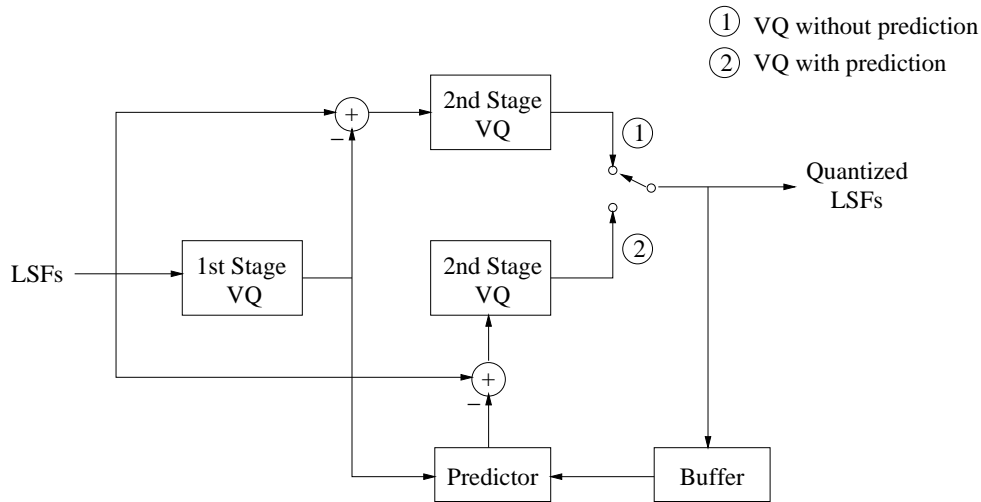 1 VQ without prediction
2 VQ with prediction
2nd Stage
VQ
+
−
1
Quantized
LSFs
2
LSFs
1st Stage
VQ
2nd Stage
VQ
+
−
Predictor
Buffer